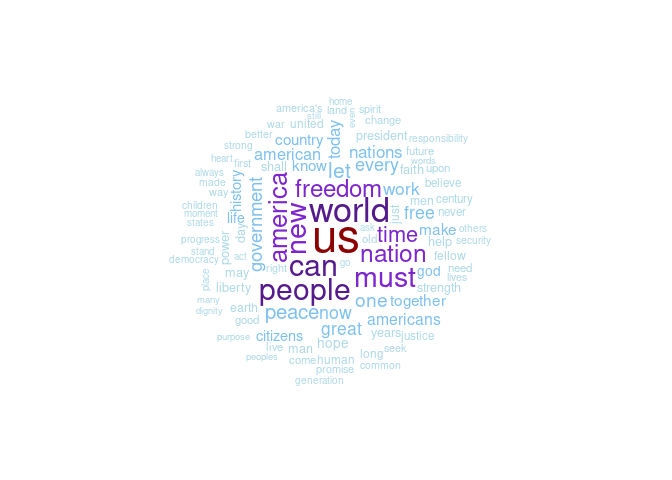 home
america's land spirit
still even
war united today change
better president responsibility
country
strong american know let nations future
heart first shall every words
faith upon
always history america freedom work believe
made
way new world men century
children life just free never
moment
states day us time make others
ask
progress power government old help security
stand nation fellow
democracy act can go
place right must god need
may lives
liberty people strength
many one together
dignity earth peace now
good great americans
purpose citizens years justice
live man hope
peoples seek
long
come human common
promise
generation